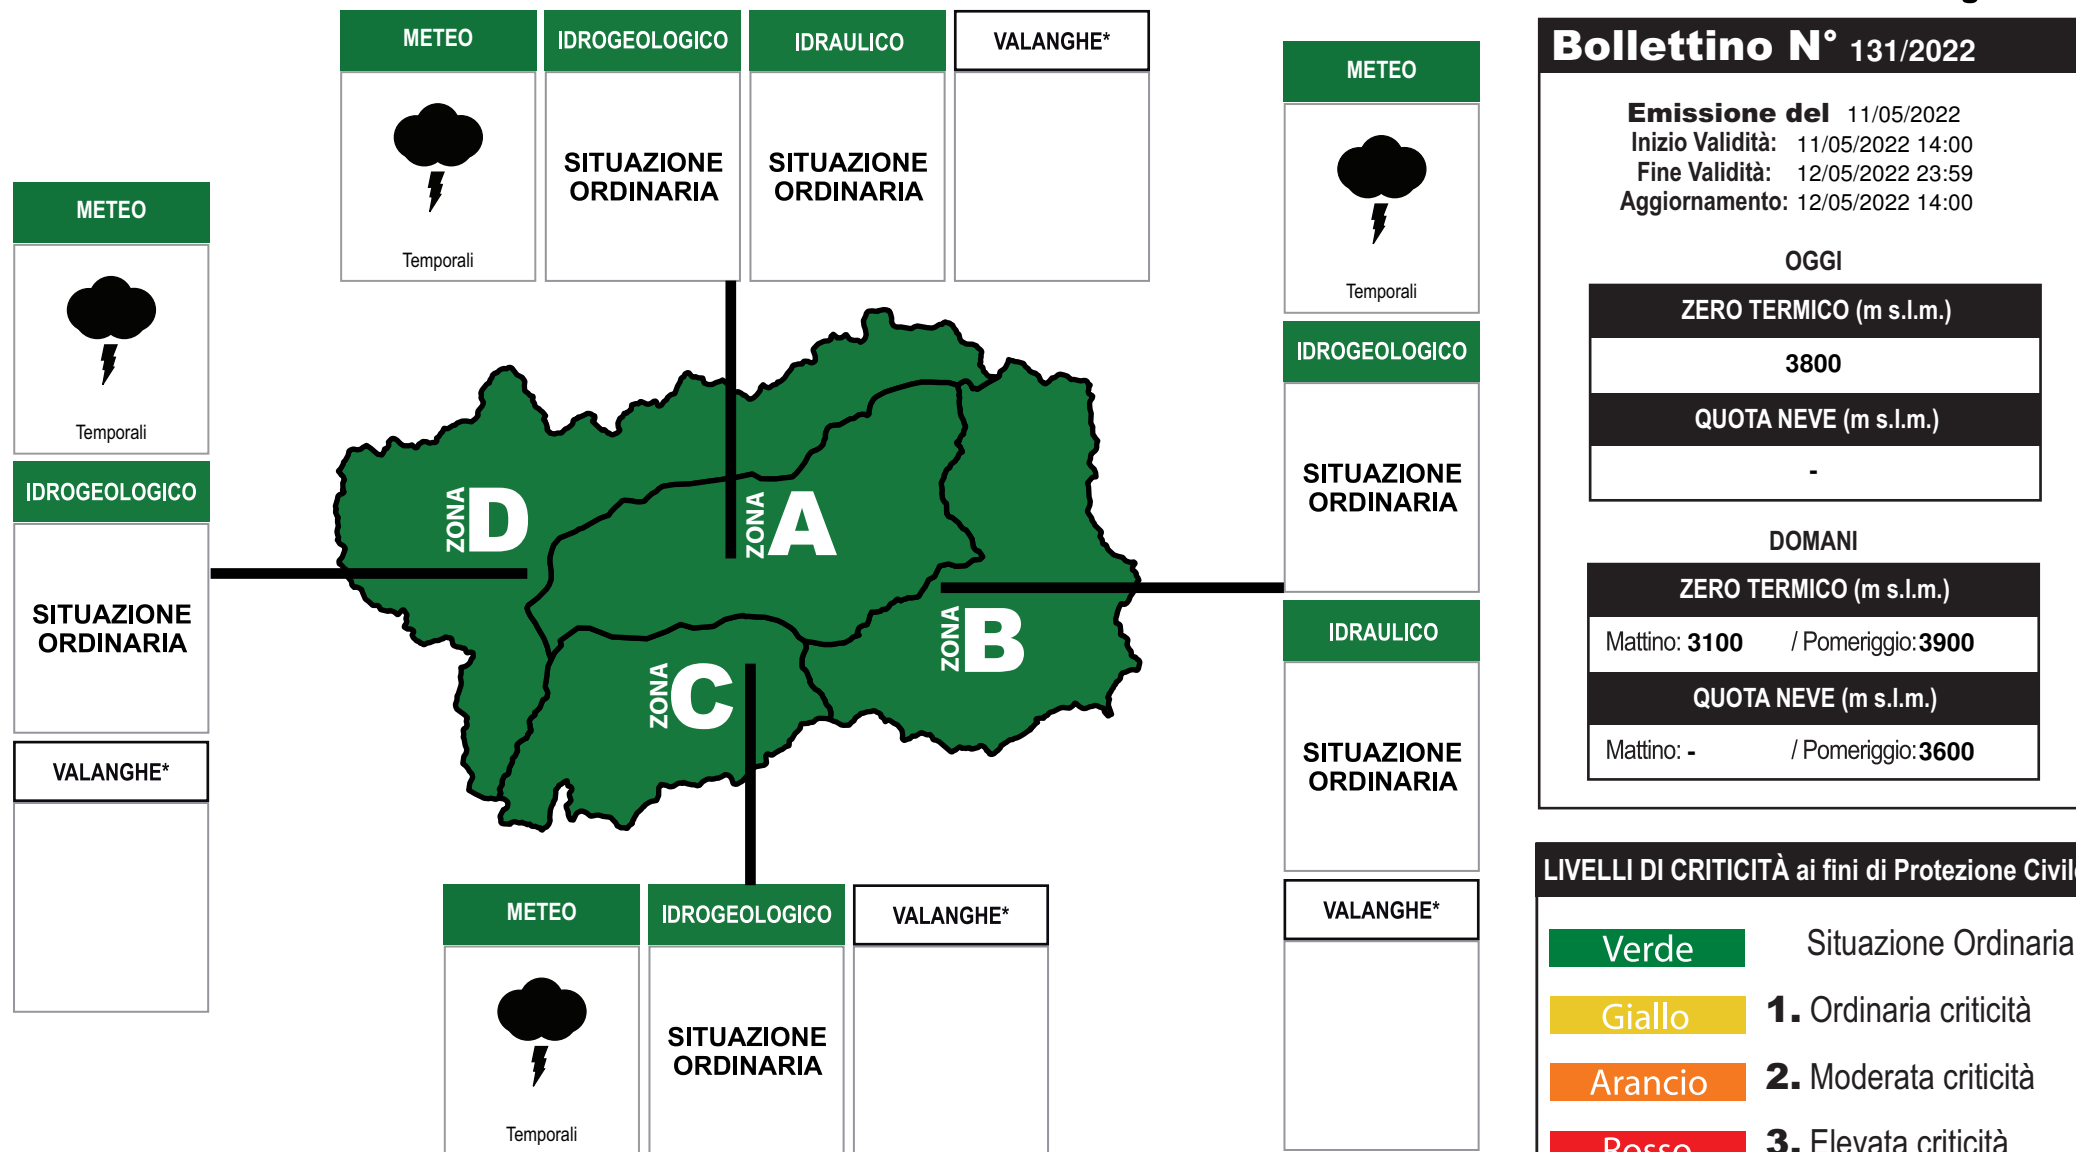 METEO
IDROGEOLOGICO
IDRAULICO
VALANGHE*
Temporali
SITUAZIONE
ORDINARIA
SITUAZIONE
ORDINARIA
METEO
Temporali
IDROGEOLOGICO
SITUAZIONE
ORDINARIA
VALANGHE*
ZONA D
ZONA A
ZONA B
ZONA C
METEO
Temporali
IDROGEOLOGICO
SITUAZIONE
ORDINARIA
IDRAULICO
SITUAZIONE
ORDINARIA
VALANGHE*
METEO
IDROGEOLOGICO
VALANGHE*
Temporali
SITUAZIONE
ORDINARIA
Bollettino N° 131/2022
Emissione del 11/05/2022
Inizio Validità: 11/05/2022 14:00
Fine Validità: 12/05/2022 23:59
Aggiornamento: 12/05/2022 14:00
OGGI
ZERO TERMICO (m s.l.m.)
3800
QUOTA NEVE (m s.l.m.)
-
DOMANI
ZERO TERMICO (m s.l.m.)
Mattino: 3100 / Pomeriggio: 3900
QUOTA NEVE (m s.l.m.)
Mattino: - / Pomeriggio: 3600
LIVELLI DI CRITICITÀ ai fini di Protezione Civile
Verde Situazione Ordinaria
Giallo 1. Ordinaria criticità
Arancio 2. Moderata criticità
Rosso 3. Elevata criticità